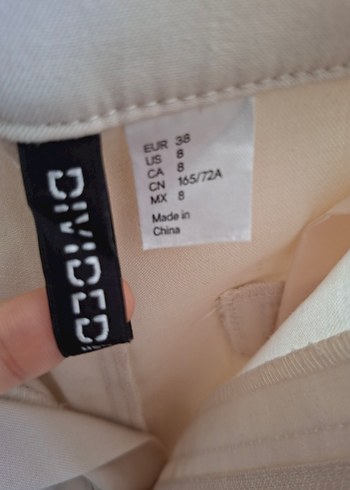 DIVIDED
EUR 38
US 8
CA 8
CN 165/72A
MX 8
Made in
China